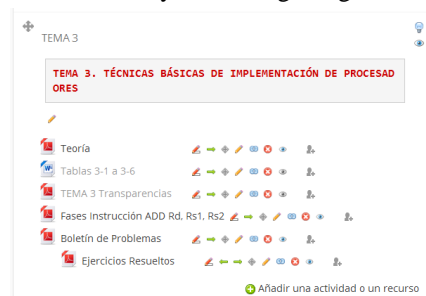 TEMA 3
TEMA 3. TÉCNICAS BÁSICAS DE IMPLEMENTACIÓN DE PROCESAD
ORES
Teoría
Tablas 3-1 a 3-6
TEMA 3 Transparencias
Fases Instrucción ADD Rd, Rs1, Rs2
Boletín de Problemas
Ejercicios Resueltos
Añadir una actividad o un recurso